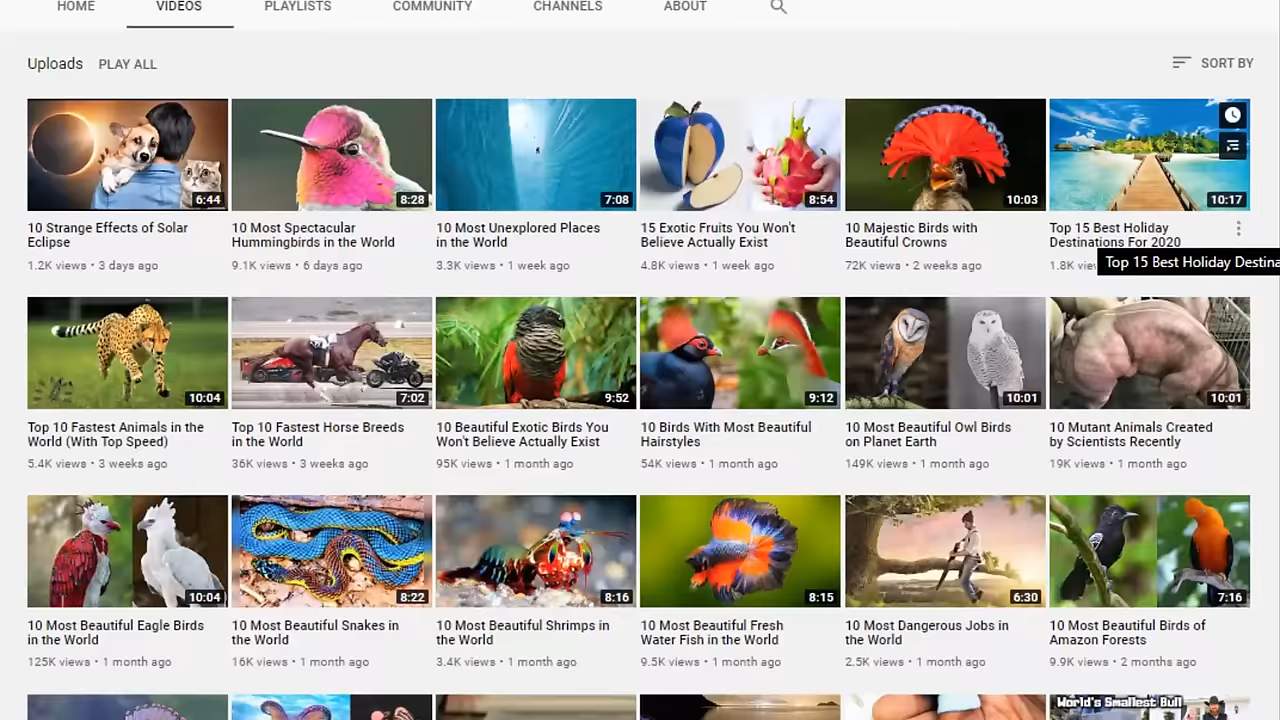 HOME VIDEOS PLAYLISTS COMMUNITY CHANNELS ABOUT
Uploads PLAY ALL SORT BY
6:44
8:28
7:08
8:54
10:03
10:17
10 Strange Effects of Solar
Eclipse
1.2K views • 3 days ago
10 Most Spectacular
Hummingbirds in the World
9.1K views • 6 days ago
10 Most Unexplored Places
in the World
3.3K views • 1 week ago
15 Exotic Fruits You Won't
Believe Actually Exist
4.8K views • 1 week ago
10 Majestic Birds with
Beautiful Crowns
72K views • 2 weeks ago
Top 15 Best Holiday
Destinations For 2020
1.8K
Top 15 Best Holiday Destina
10:04
7:02
9:52
9:12
10:01
10:01
Top 10 Fastest Animals in the
World (With Top Speed)
5.4K views • 3 weeks ago
Top 10 Fastest Horse Breeds
in the World
36K views • 3 weeks ago
10 Beautiful Exotic Birds You
Won't Believe Actually Exist
95K views • 1 month ago
10 Birds With Most Beautiful
Hairstyles
54K views • 1 month ago
10 Most Beautiful Owl Birds
on Planet Earth
149K views • 1 month ago
10 Mutant Animals Created
by Scientists Recently
19K views • 1 month ago
10:04
8:22
8:16
8:15
6:30
7:16
10 Most Beautiful Eagle Birds
in the World
125K views • 1 month ago
10 Most Beautiful Snakes in
the World
16K views • 1 month ago
10 Most Beautiful Shrimps in
the World
3.4K views • 1 month ago
10 Most Beautiful Fresh
Water Fish in the World
9.5K views • 1 month ago
10 Most Dangerous Jobs in
the World
2.5K views • 1 month ago
10 Most Beautiful Birds of
Amazon Forests
9.9K views • 2 months ago
World's Smallest Bull